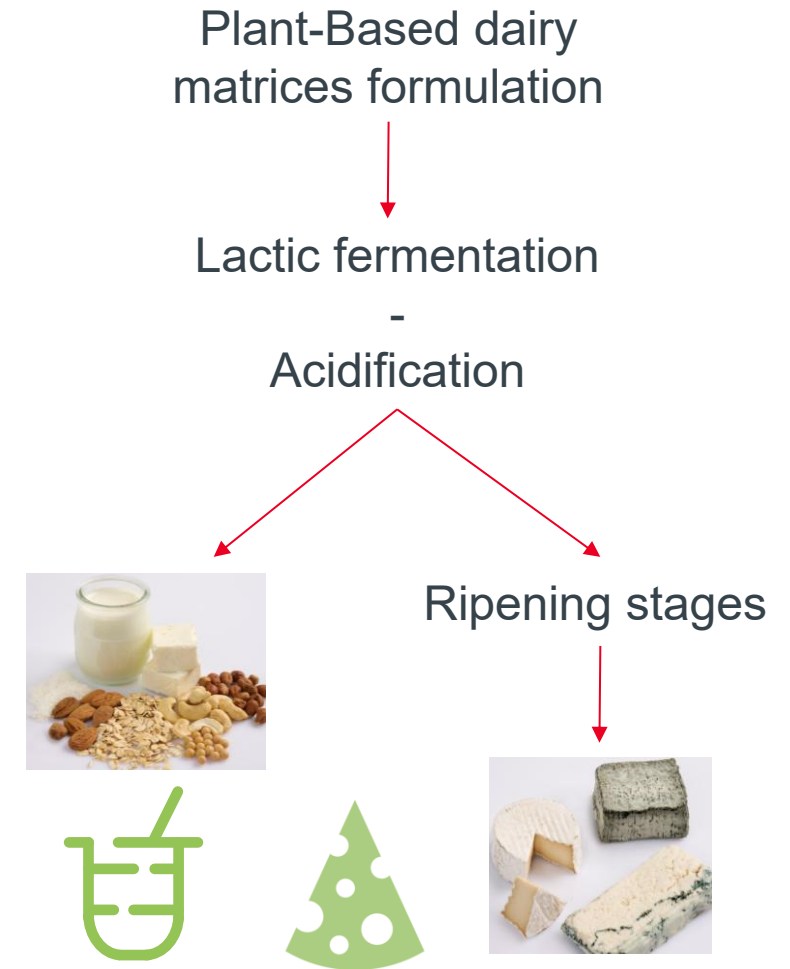 Plant-Based dairy
matrices formulation
Lactic fermentation
-
Acidification
Ripening stages